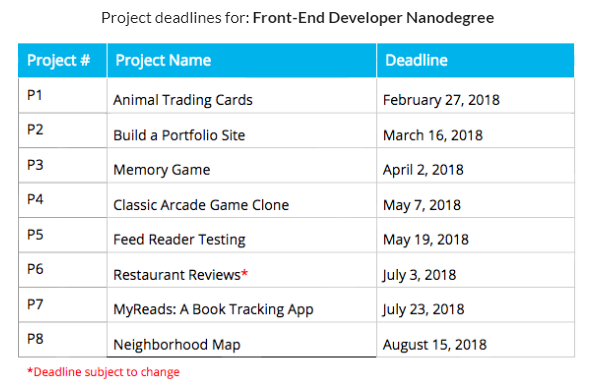 Project deadlines for: Front-End Developer Nanodegree
Project # Project Name Deadline
P1 Animal Trading Cards February 27, 2018
P2 Build a Portfolio Site March 16, 2018
P3 Memory Game April 2, 2018
P4 Classic Arcade Game Clone May 7, 2018
P5 Feed Reader Testing May 19, 2018
P6 Restaurant Reviews* July 3, 2018
P7 MyReads: A Book Tracking App July 23, 2018
P8 Neighborhood Map August 15, 2018
*Deadline subject to change